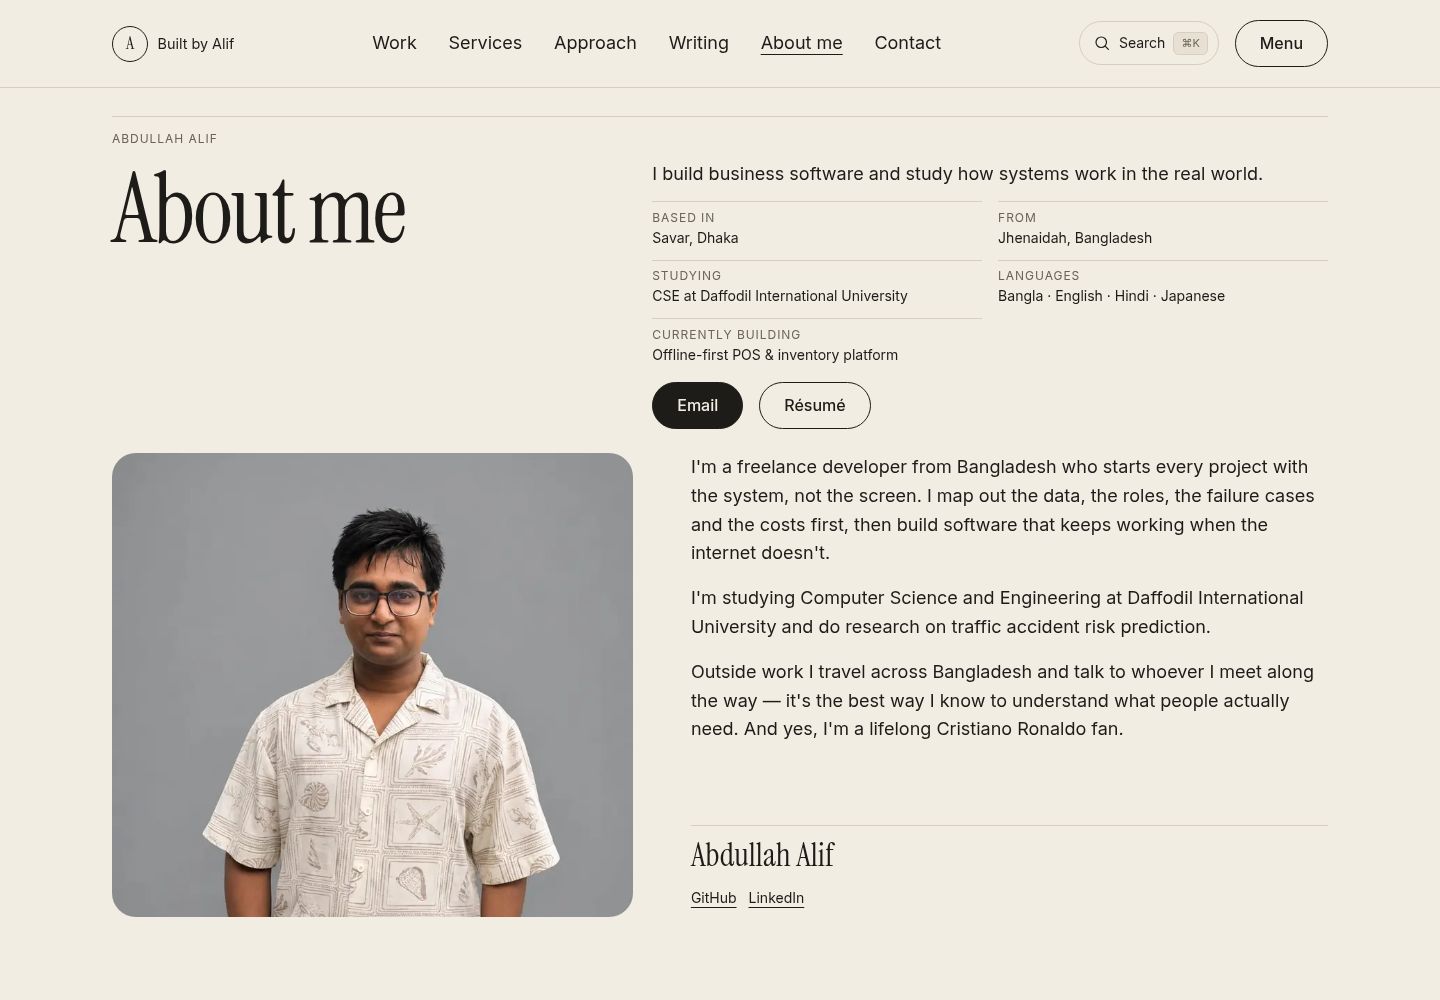 A
Built by Alif
Work
Services
Approach
Writing
About me
Contact
Search
⌘K
Menu
ABDULLAH ALIF
About me
I build business software and study how systems work in the real world.
BASED IN
Savar, Dhaka
FROM
Jhenaidah, Bangladesh
STUDYING
CSE at Daffodil International University
LANGUAGES
Bangla · English · Hindi · Japanese
CURRENTLY BUILDING
Offline-first POS & inventory platform
Email
Résumé
I'm a freelance developer from Bangladesh who starts every project with
the system, not the screen. I map out the data, the roles, the failure cases
and the costs first, then build software that keeps working when the
internet doesn't.
I'm studying Computer Science and Engineering at Daffodil International
University and do research on traffic accident risk prediction.
Outside work I travel across Bangladesh and talk to whoever I meet along
the way — it's the best way I know to understand what people actually
need. And yes, I'm a lifelong Cristiano Ronaldo fan.
Abdullah Alif
GitHub
LinkedIn